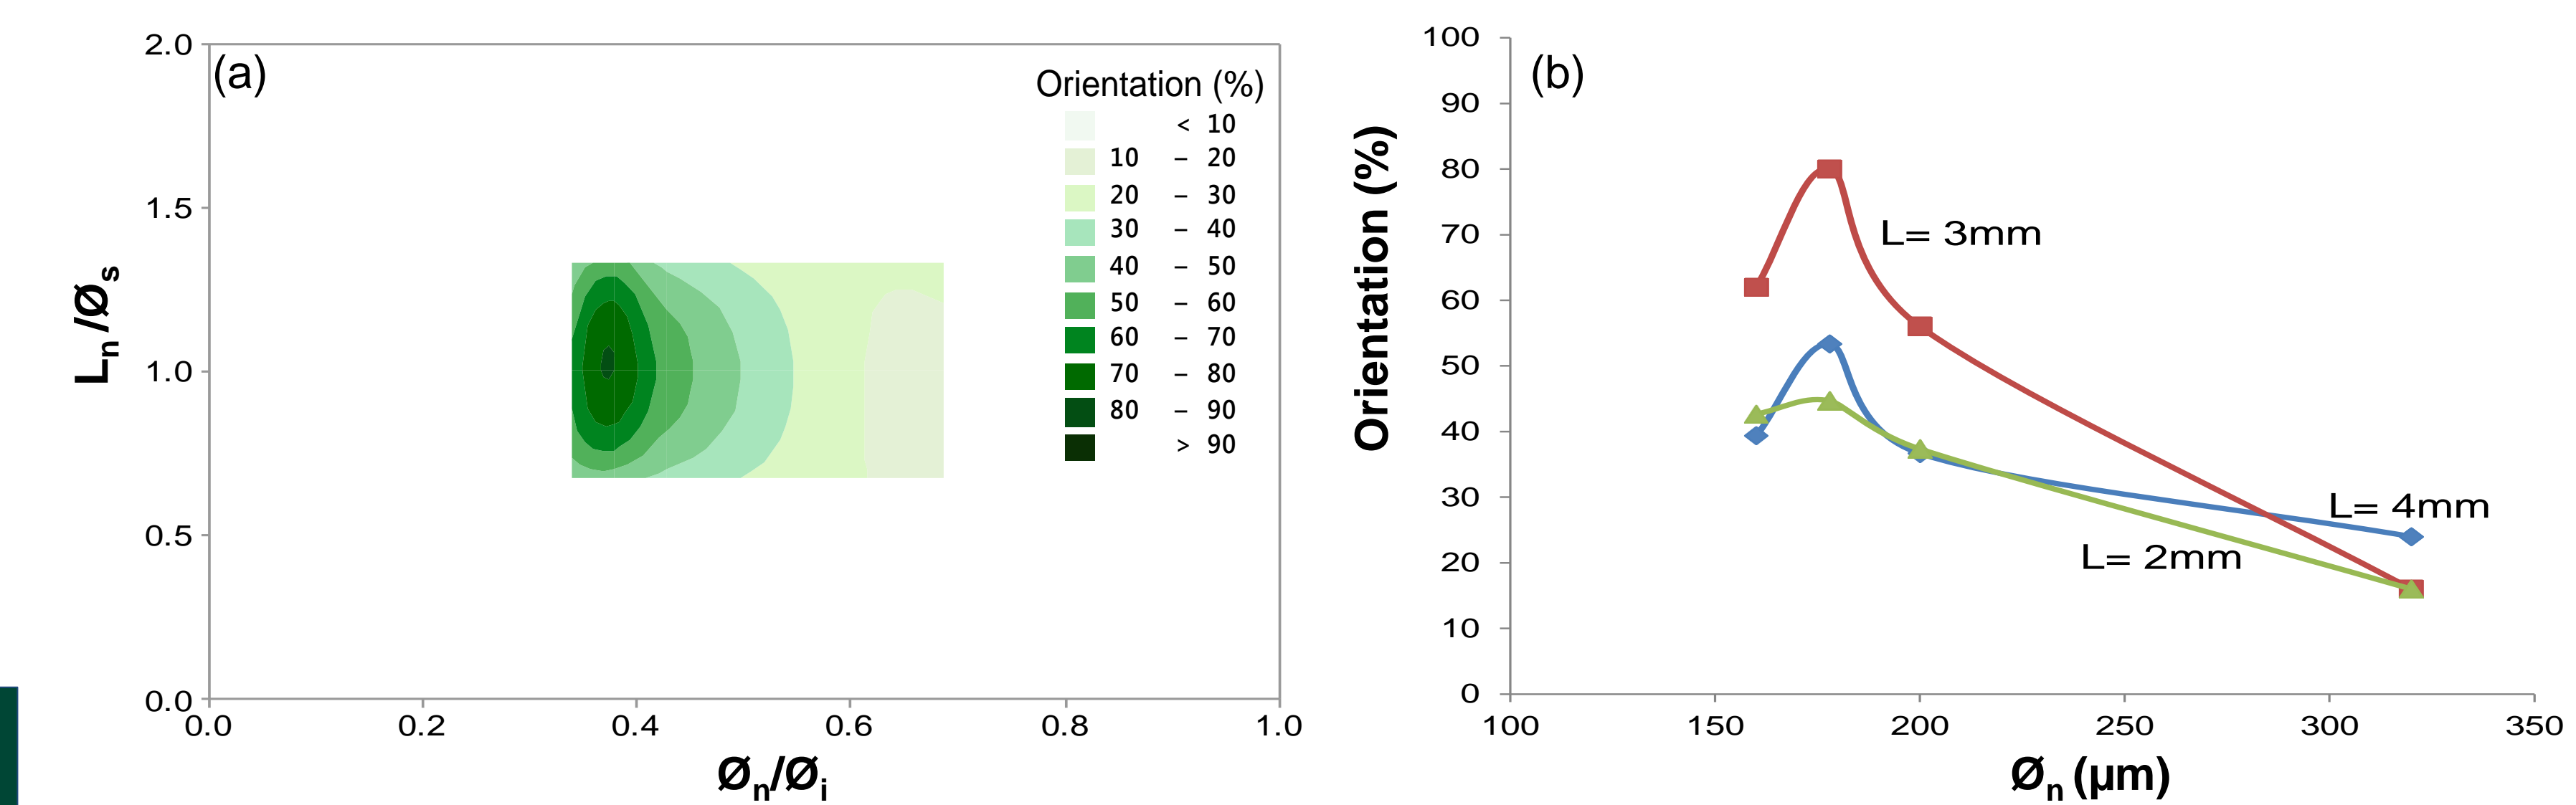 (a)
2.0
1.5
1.0
0.5
0.0
Ln/Øs
0.0 0.2 0.4 0.6 0.8 1.0
Øn/Øi
Orientation (%)
< 10
10 – 20
20 – 30
30 – 40
40 – 50
50 – 60
60 – 70
70 – 80
80 – 90
> 90
(b)
100
90
80
70
60
50
40
30
20
10
0
Orientation (%)
L= 3mm
L= 4mm
L= 2mm
100 150 200 250 300 350
Øn (µm)